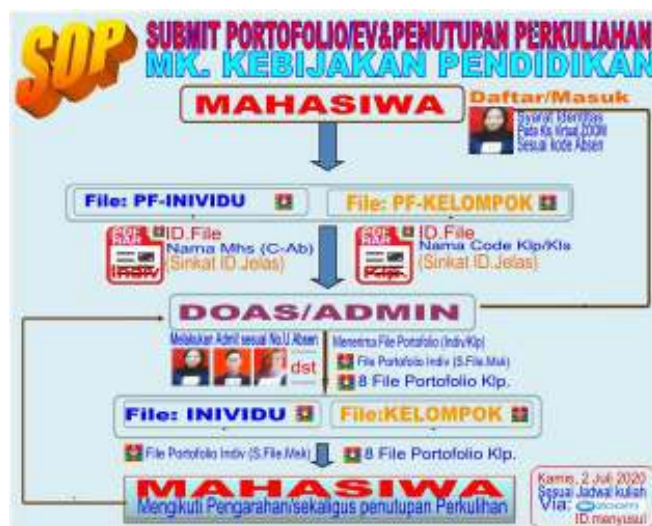 SOP
SUBMIT PORTOFOLIO/EV&PENUTUPAN PERKULIAHAN
MK. KEBIJAKAN PENDIDIKAN
MAHASIWA
Daftar/Masuk
Syarat Identitas
Pada Kls Virtual ZOOM
Sesuai kode Absen
File: PF-INIVIDU
File: PF-KELOMPOK
RAR
Indiv
ID.File
Nama Mhs (C-Ab)
(Sinkat ID.Jelas)
RAR
Klp.
ID.File
Nama Code Klp/Kls
(Sinkat ID.Jelas)
DOAS/ADMIN
Melakukan Admit sesuai No.U Absen
dst
Menerima File Portofolio (Indiv/Klp)
File Portofolio Indiv (S.File.Msk)
8 File Portofolio Klp.
File: INIVIDU
File:KELOMPOK
File Portofolio Indiv (S.File.Msk)
8 File Portofolio Klp.
MAHASIWA
Mengikuti Pengarahan/sekaligus penutupan Perkulihan
Kamis, 2 Juli 2020
Sesuai Jadwal kuliah
Via: zoom
ID.menyusul